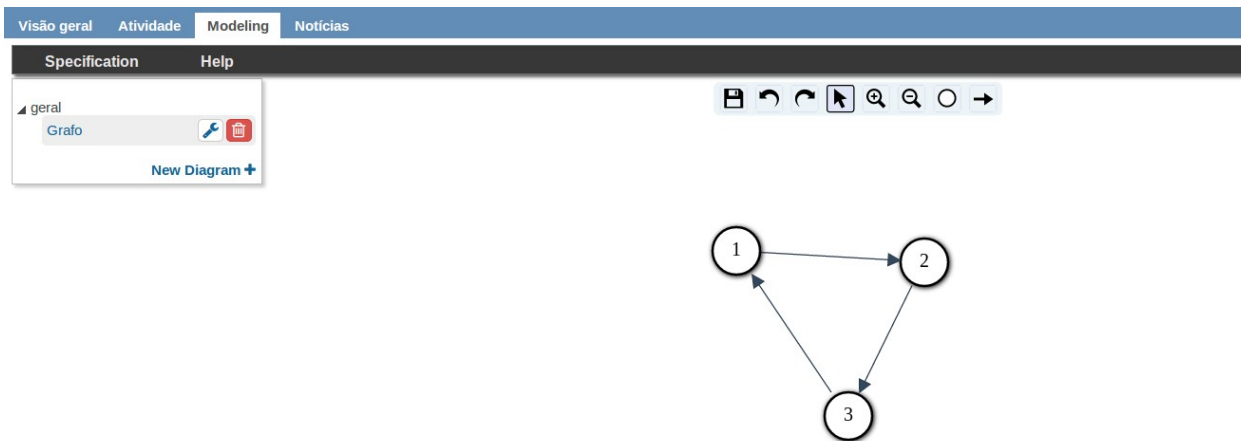 Visão geral Atividade Modeling Notícias
Specification Help
geral
Grafo
New Diagram
1
2
3